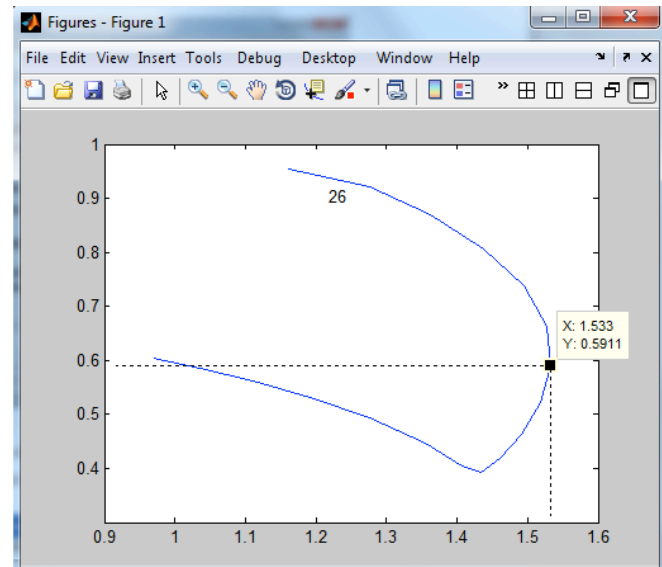 Figures - Figure 1
File Edit View Insert Tools Debug Desktop Window Help
1
0.9
26
0.8
0.7
X: 1.533
Y: 0.5911
0.6
0.5
0.4
0.9 1 1.1 1.2 1.3 1.4 1.5 1.6